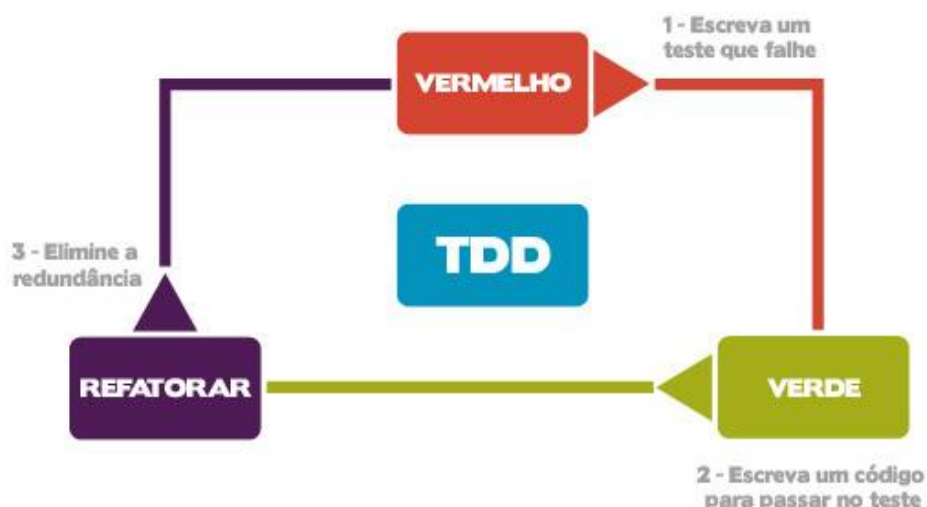 1 - Escreva um
teste que falhe
VERMELHO
TDD
3 - Elimine a
redundância
REFATORAR
VERDE
2 - Escreva um código
para passar no teste